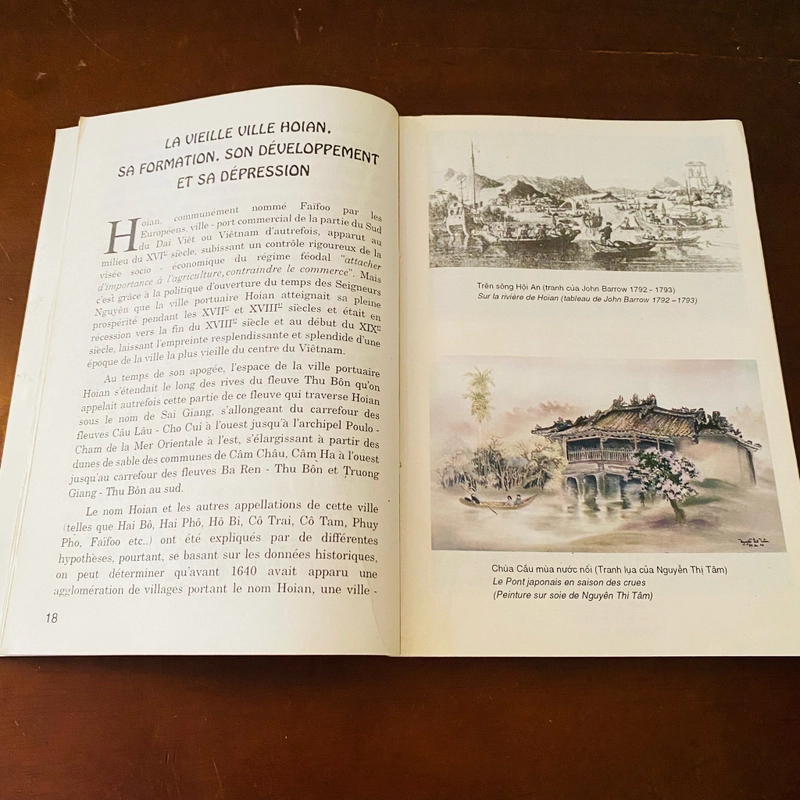 LA VIEILLE VILLE HOIAN,
SA FORMATION, SON DÉVELOPPEMENT
ET SA DÉPRESSION
Hoian, communément nommé Faïfoo par les
Européens, ville - port commercial de la partie du Sud
du Dai Viêt ou Viêtnam d'autrefois, apparut au
milieu du XVIᵉ siècle, subissant un contrôle rigoureux de la
visée socio - économique du régime féodal "attacher
d'importance à l'agriculture, contraindre le commerce". Mais
c'est grâce à la politique d'ouverture du temps des Seigneurs
Nguyên que la ville portuaire Hoian atteignait sa pleine
prospérité pendant les XVIIᵉ et XVIIIᵉ siècles et était en
récession vers la fin du XVIIIᵉ siècle et au début du XIXᵉ
siècle, laissant l'empreinte resplendissante et splendide d'une
époque de la ville la plus vieille du centre du Viêtnam.
Au temps de son apogée, l'espace de la ville portuaire
Hoian s'étendait le long des rives du fleuve Thu Bôn qu'on
appelait autrefois cette partie de ce fleuve qui traverse Hoian
sous le nom de Sai Giang, s'allongeant du carrefour des
fleuves Câu Lâu - Cho Cui à l'ouest jusqu'à l'archipel Poulo -
Cham de la Mer Orientale à l'est, s'élargissant à partir des
dunes de sable des communes de Câm Châu, Câm Ha à l'ouest
jusqu'au carrefour des fleuves Ba Ren - Thu Bôn et Truong
Giang - Thu Bôn au sud.
Le nom Hoian et les autres appellations de cette ville
(telles que Hai Bô, Hai Phô, Hô Bi, Cô Trai, Cô Tam, Phuy
Pho, Faïfoo etc..) ont été expliqués par de différentes
hypothèses, pourtant, se basant sur les données historiques,
on peut déterminer qu'avant 1640 avait apparu une
agglomération de villages portant le nom Hoian, une ville -
18
Trên sông Hội An (tranh của John Barrow 1792 - 1793)
Sur la rivière de Hoian (tableau de John Barrow 1792 –1793)
Chùa Cầu mùa nước nổi (Tranh lụa của Nguyễn Thị Tâm)
Le Pont japonais en saison des crues
(Peinture sur soie de Nguyên Thi Tâm)